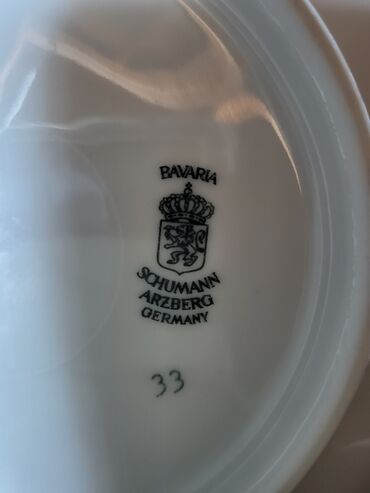 BAVARIA
SCHUMANN
ARZBERG
GERMANY
33